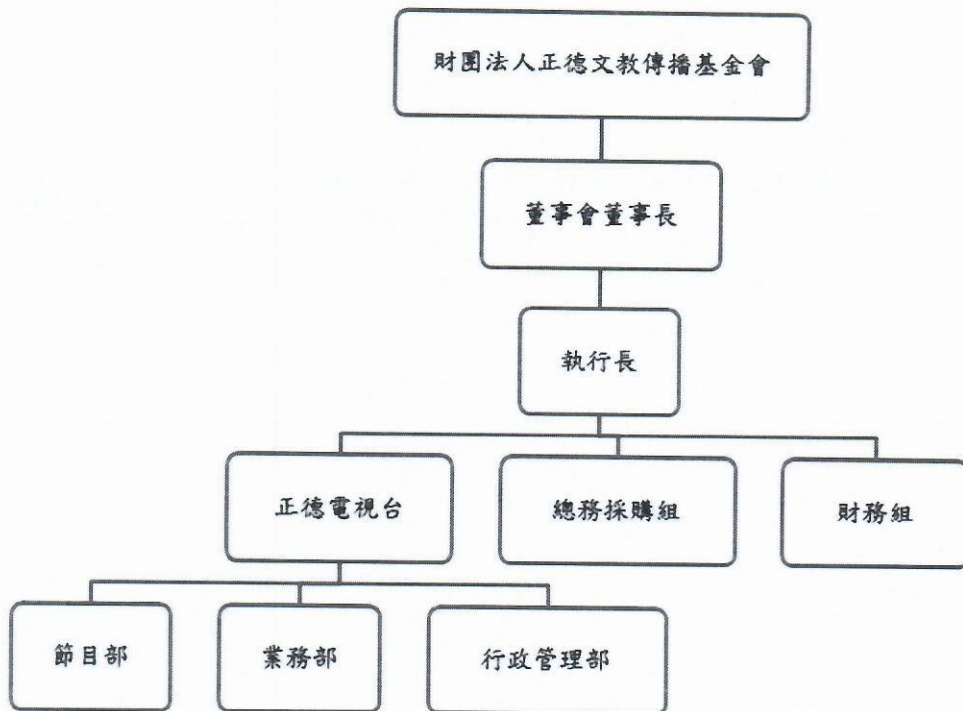 財團法人正德文教傳播基金會
董事會董事長
執行長
正德電視台
總務採購組
財務組
節目部
業務部
行政管理部